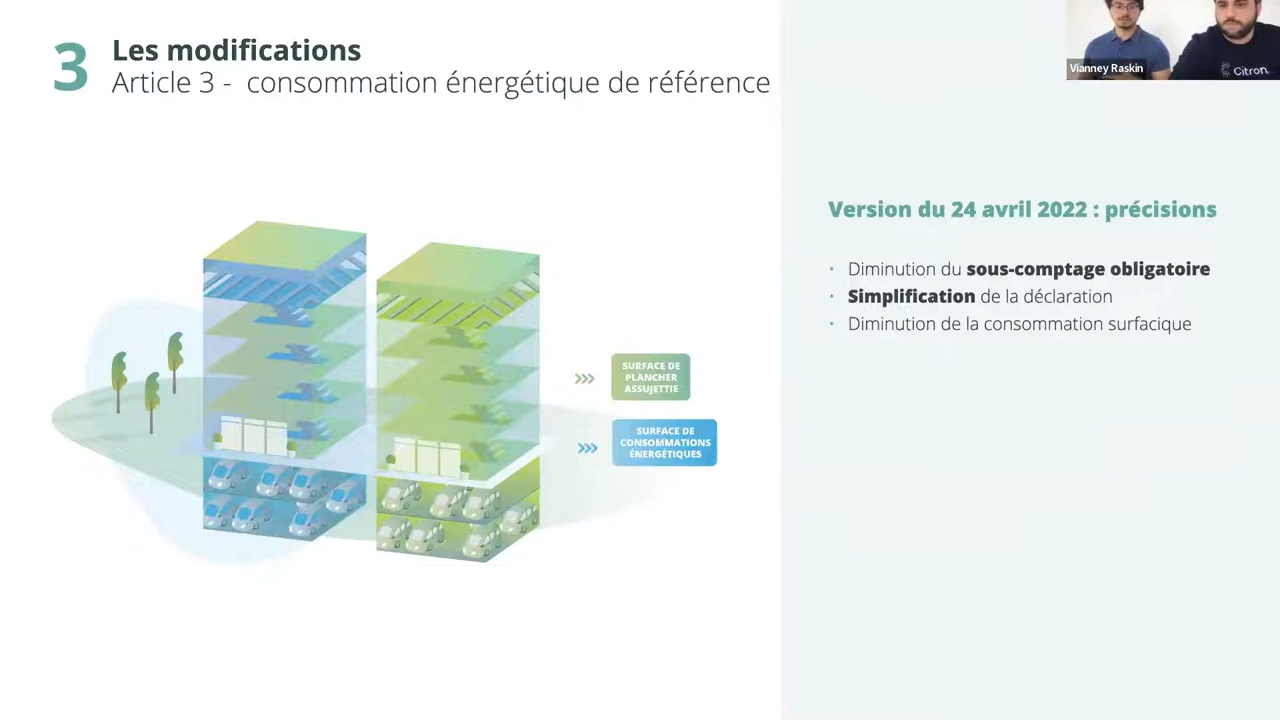 3
Les modifications
Article 3 - consommation énergétique de référence
Vianney Raskin
Citron
Version du 24 avril 2022 : précisions
• Diminution du sous-comptage obligatoire
• Simplification de la déclaration
• Diminution de la consommation surfacique
>>>
SURFACE DE
PLANCHER
ASSUJETTIE
>>>
SURFACE DE
CONSOMMATIONS
ÉNERGÉTIQUES